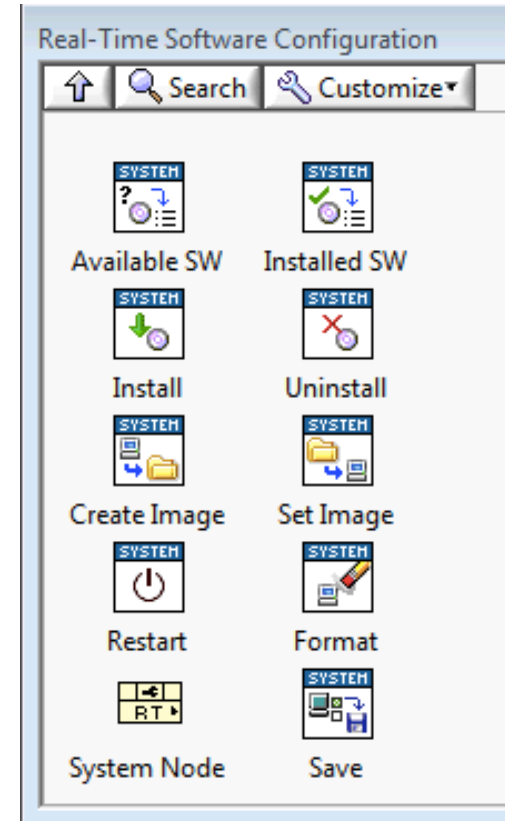 Real-Time Software Configuration
Search Customize
SYSTEM SYSTEM
?
Available SW Installed SW
SYSTEM SYSTEM
Install Uninstall
SYSTEM SYSTEM
Create Image Set Image
SYSTEM SYSTEM
Restart Format
SYSTEM
RT
System Node Save